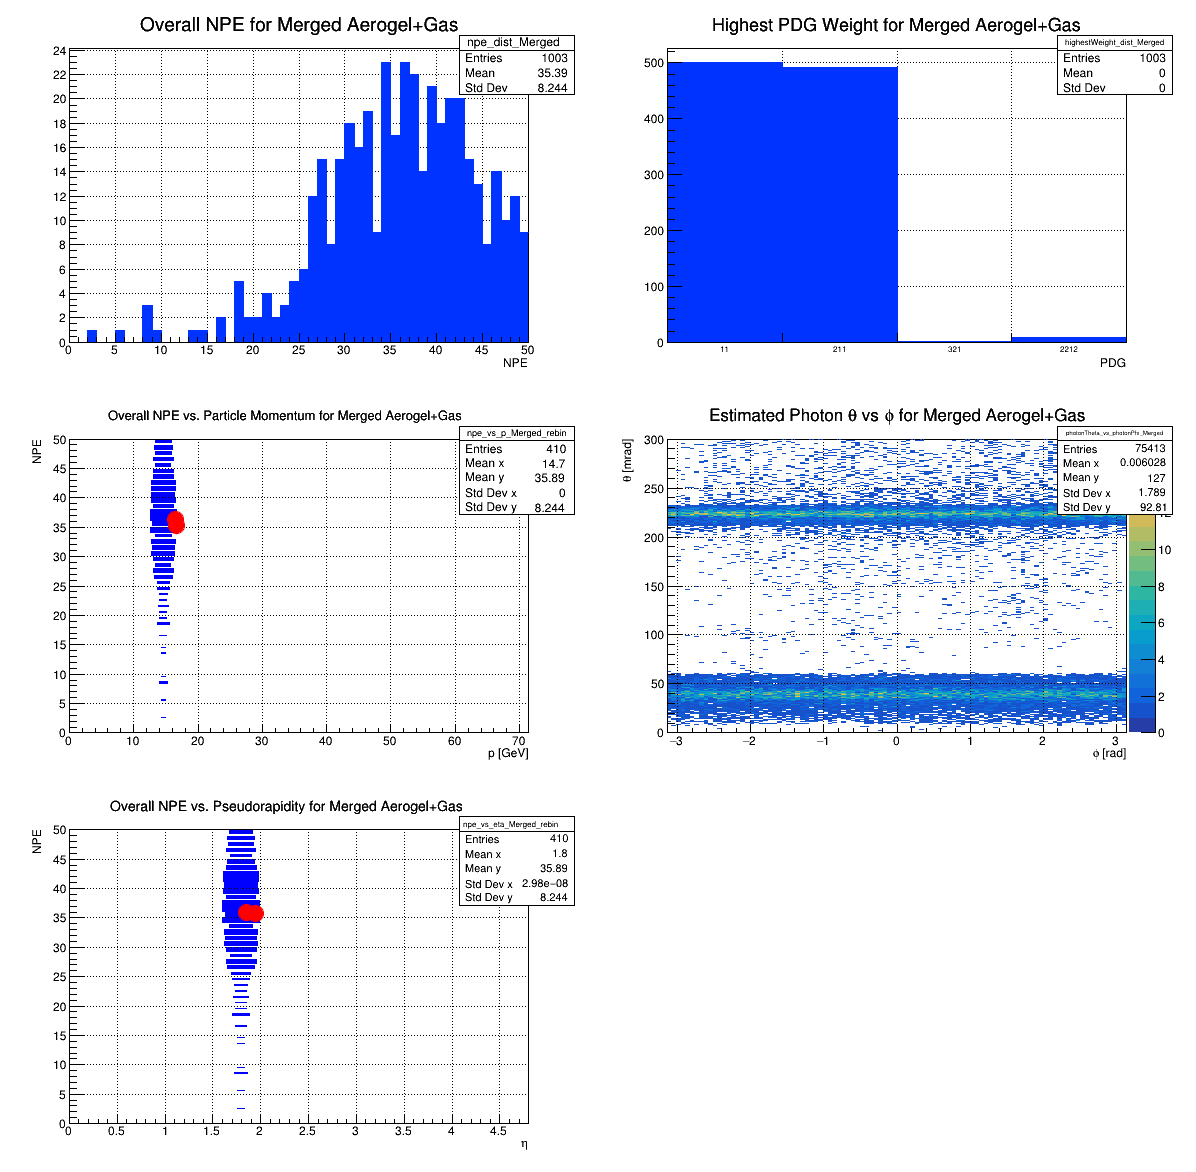 Overall NPE for Merged Aerogel+Gas
npe_dist_Merged
Entries 1003
Mean 35.39
Std Dev 8.244
24
22
20
18
16
14
12
10
8
6
4
2
0
0 5 10 15 20 25 30 35 40 45 50
NPE
Highest PDG Weight for Merged Aerogel+Gas
highestWeight_dist_Merged
Entries 1003
Mean 0
Std Dev 0
500
400
300
200
100
0
11 211 321 2212
PDG
Overall NPE vs. Particle Momentum for Merged Aerogel+Gas
npe_vs_p_Merged_rebin
Entries 410
Mean x 14.7
Mean y 35.89
Std Dev x 0
Std Dev y 8.244
NPE
50
45
40
35
30
25
20
15
10
5
0
0 10 20 30 40 50 60 70
p [GeV]
Estimated Photon θ vs ϕ for Merged Aerogel+Gas
photonTheta_vs_photonPhi_Merged
Entries 75413
Mean x 0.006028
Mean y 127
Std Dev x 1.789
Std Dev y 92.81
θ [mrad]
300
250
200
150
100
50
0
−3 −2 −1 0 1 2 3
ϕ [rad]
10
8
6
4
2
0
Overall NPE vs. Pseudorapidity for Merged Aerogel+Gas
npe_vs_eta_Merged_rebin
Entries 410
Mean x 1.8
Mean y 35.89
Std Dev x 2.98e−08
Std Dev y 8.244
NPE
50
45
40
35
30
25
20
15
10
5
0
0 0.5 1 1.5 2 2.5 3 3.5 4 4.5
η